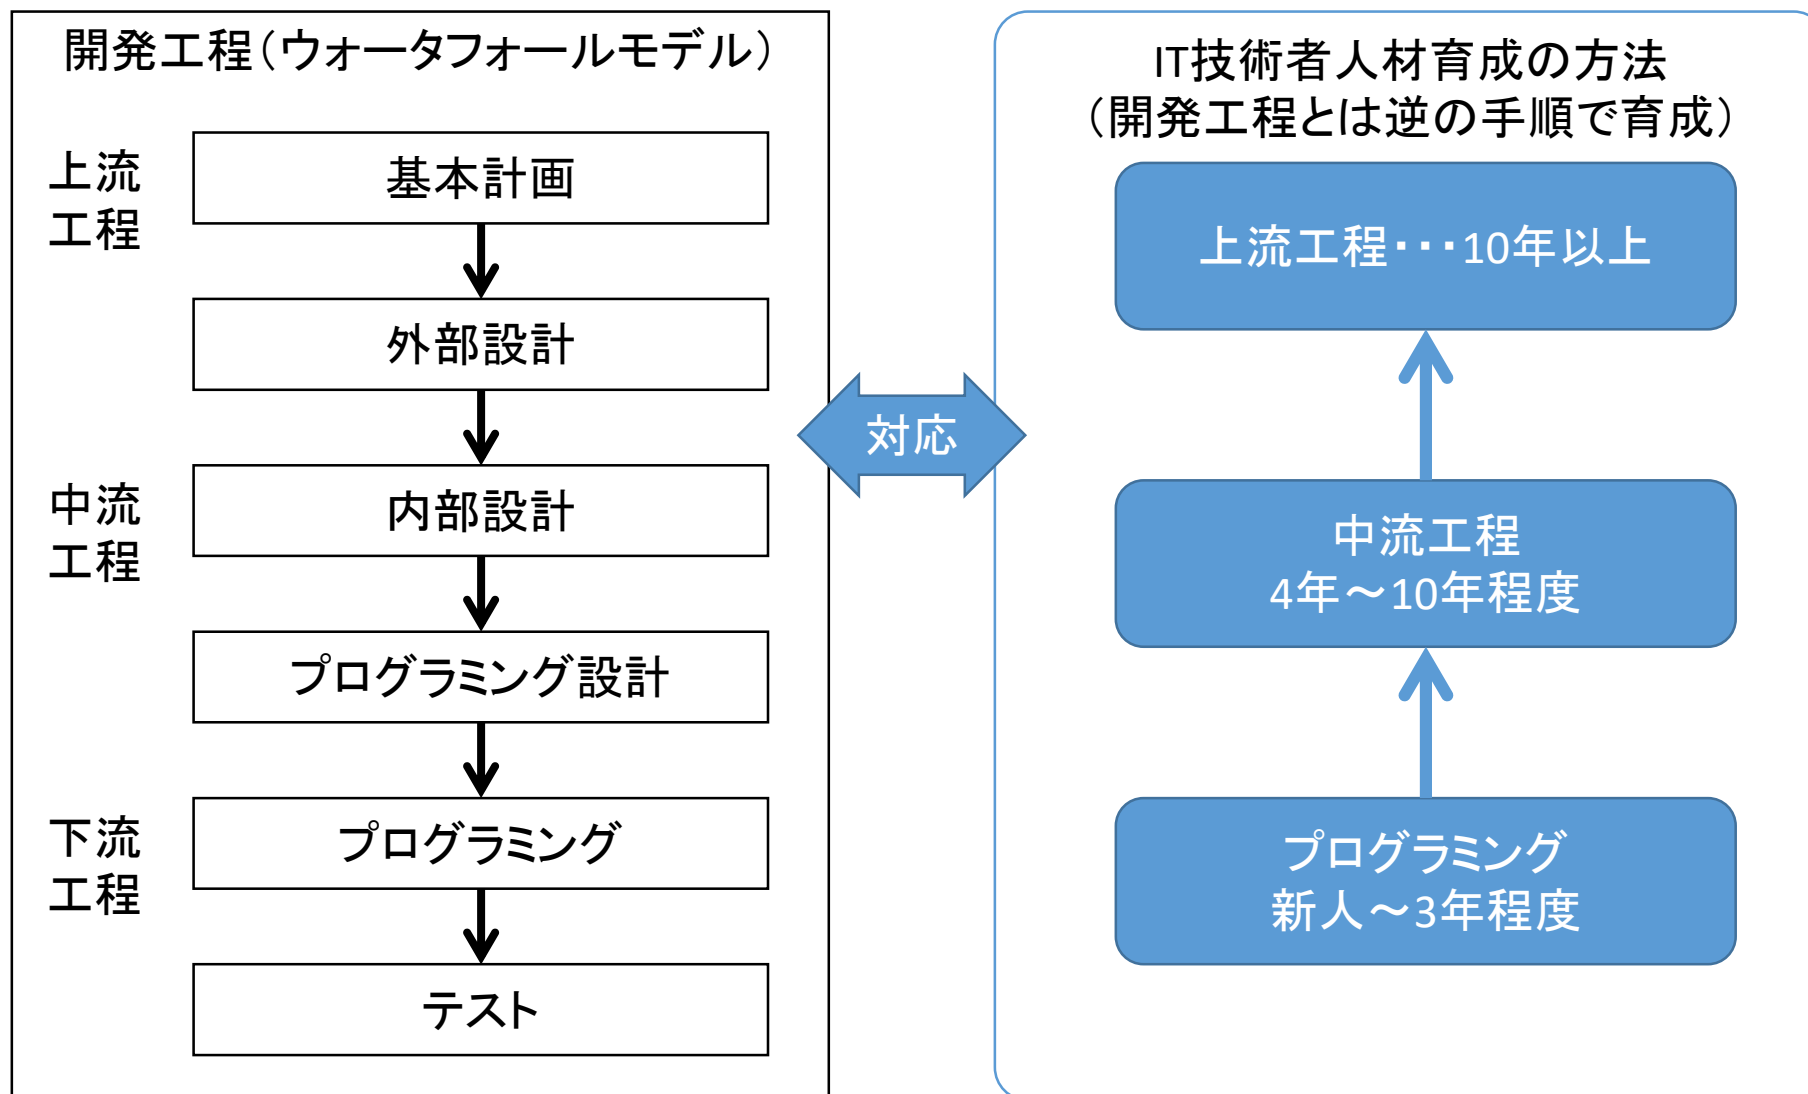 開発工程（ウォータフォールモデル）
上流
工程
基本計画
外部設計
中流
工程
内部設計
プログラミング設計
下流
工程
プログラミング
テスト
対応
IT技術者人材育成の方法
（開発工程とは逆の手順で育成）
上流工程・・・10年以上
中流工程
4年～10年程度
プログラミング
新人～3年程度